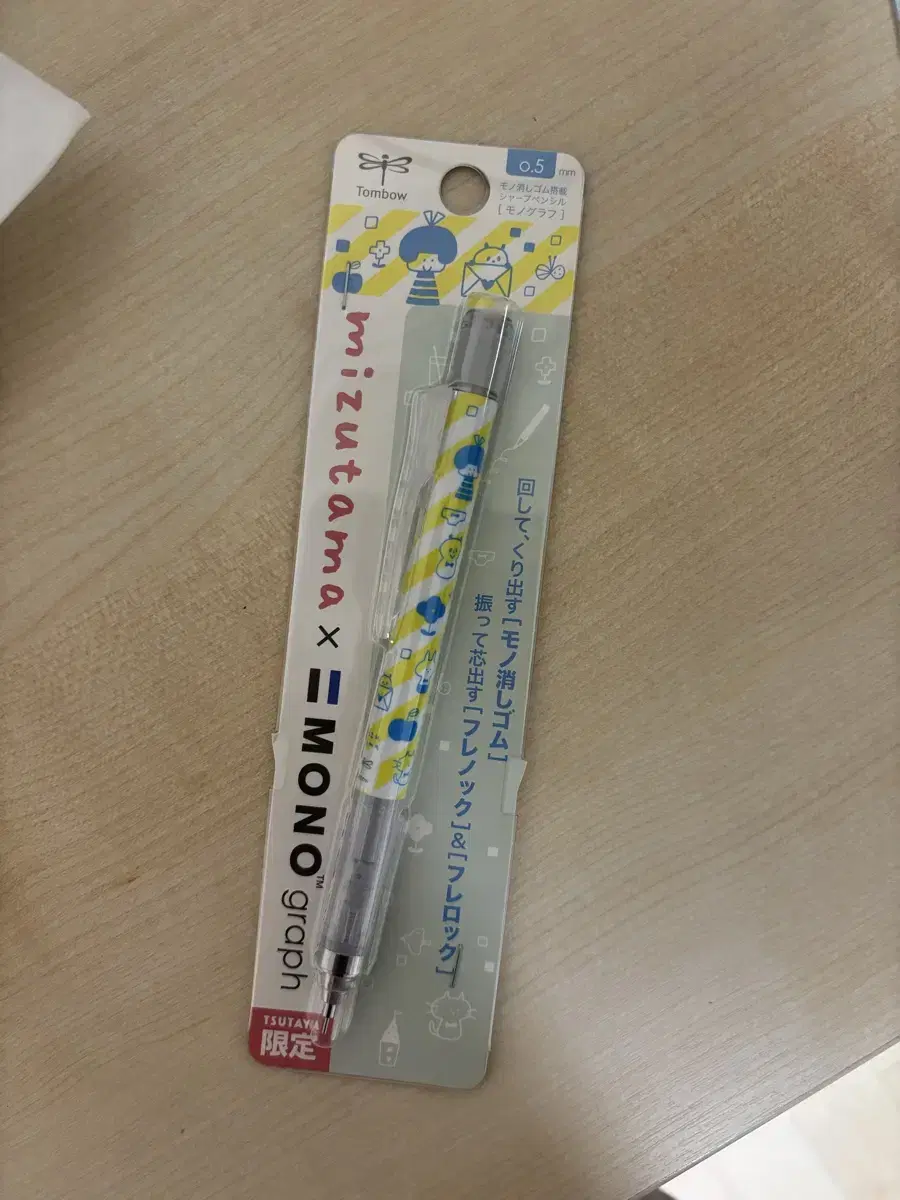 Tombow
0.5 mm
モノ消しゴム搭載
シャープペンシル
[モノグラフ]
mizutama × MONO™ graph
回して、くり出す[モノ消しゴム]
振って芯出す[フレノック]&[フレロック]
TSUTAYA
限定